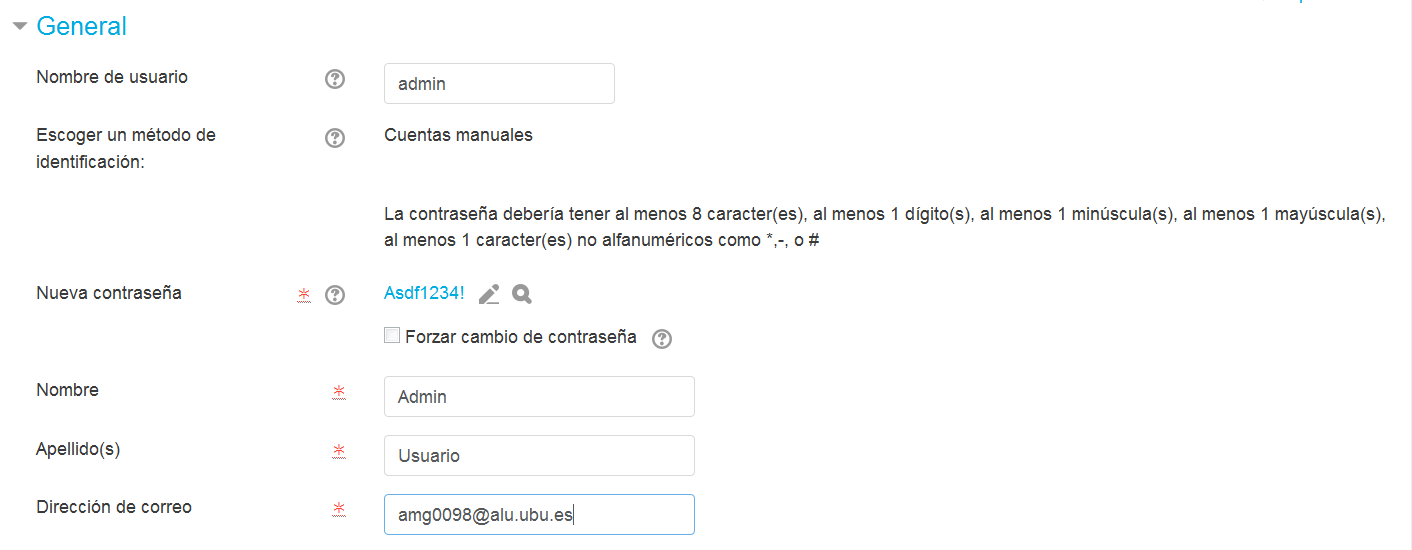 General
Nombre de usuario
admin
Escoger un método de
identificación:
Cuentas manuales
La contraseña debería tener al menos 8 caracter(es), al menos 1 dígito(s), al menos 1 minúscula(s), al menos 1 mayúscula(s),
al menos 1 caracter(es) no alfanuméricos como *,-, o #
Nueva contraseña
Asdf1234!
Forzar cambio de contraseña
Nombre
Admin
Apellido(s)
Usuario
Dirección de correo
amg0098@alu.ubu.es